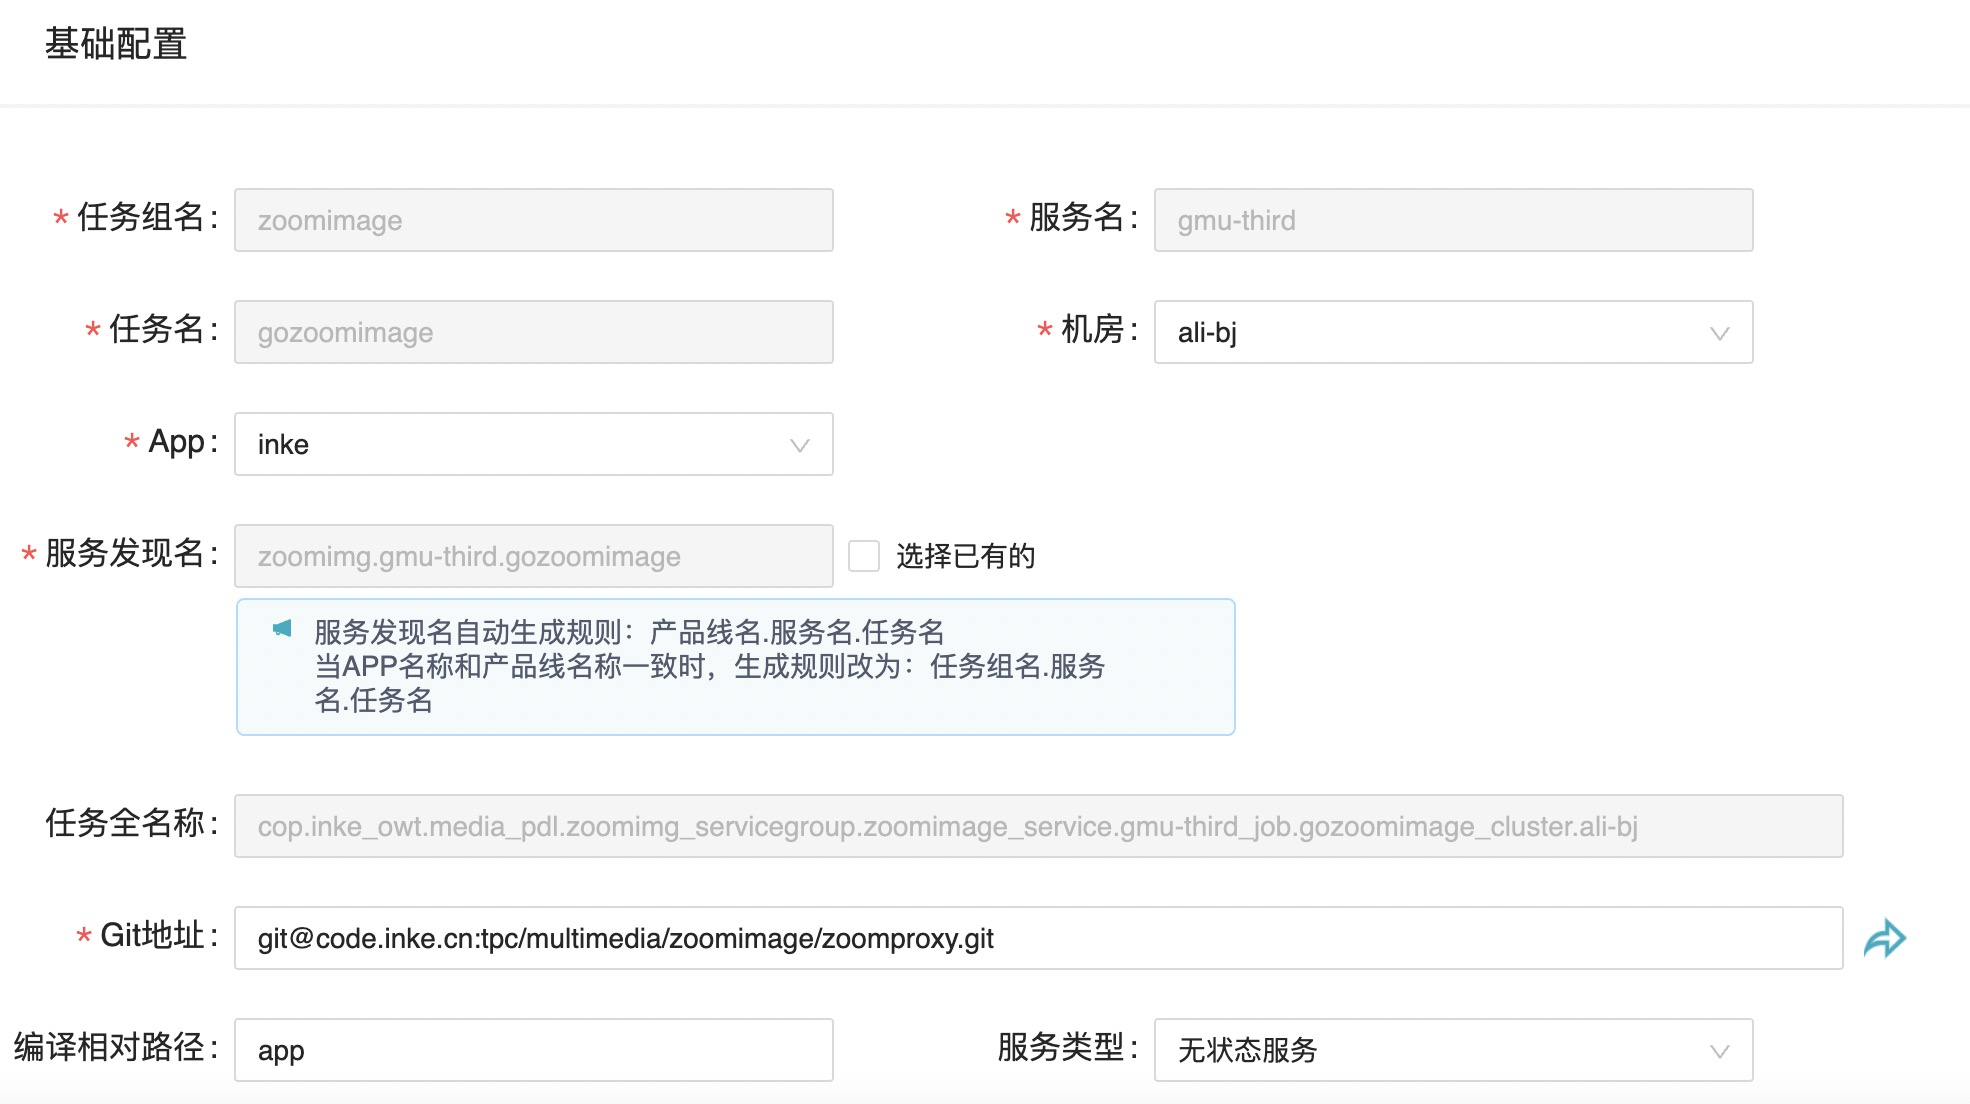 基础配置
* 任务组名: zoomimage
* 服务名: gmu-third
* 任务名: gozoomimage
* 机房: ali-bj
* App: inke
* 服务发现名: zoomimg.gmu-third.gozoomimage 选择已有的
服务发现名自动生成规则：产品线名.服务名.任务名
当APP名称和产品线名称一致时，生成规则改为：任务组名.服务
名.任务名
任务全名称: cop.inke_owt.media_pdl.zoomimg_servicegroup.zoomimage_service.gmu-third_job.gozoomimage_cluster.ali-bj
* Git地址: git@code.inke.cn:tpc/multimedia/zoomimage/zoomproxy.git
编译相对路径: app
服务类型: 无状态服务